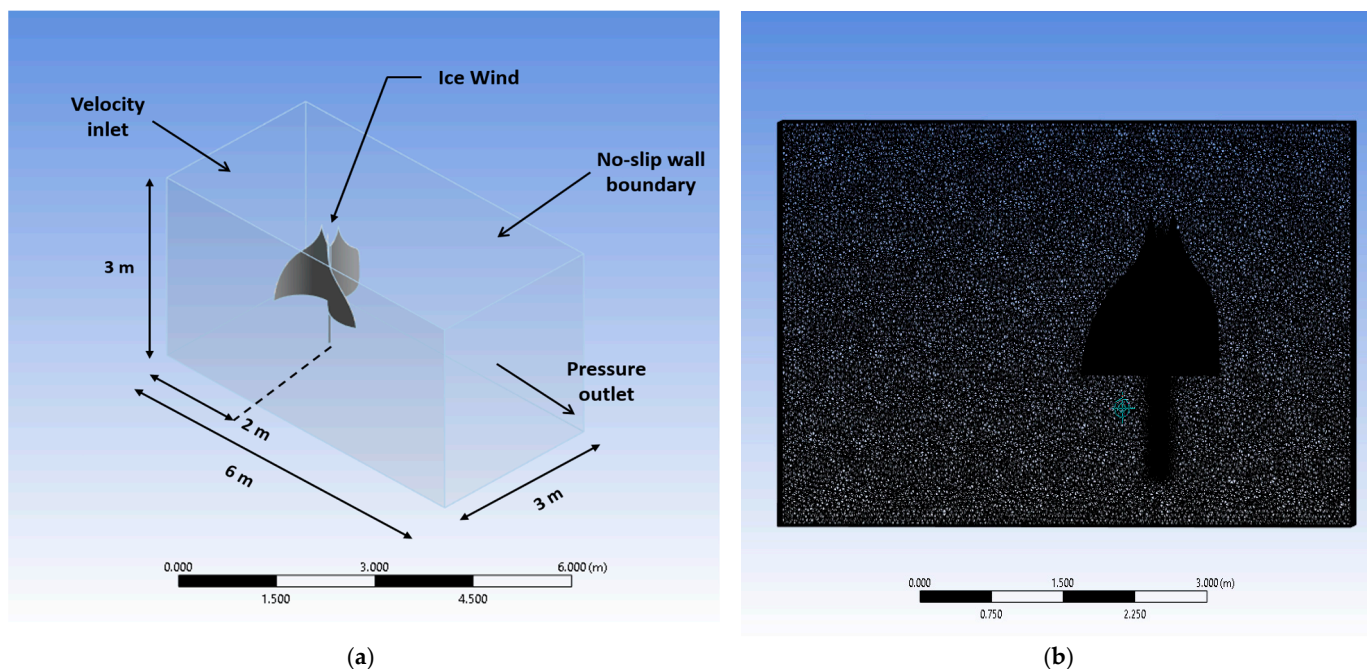 Ice Wind
Velocity
inlet
No-slip wall
boundary
3 m
Pressure
outlet
2 m
6 m
3 m
0.000 3.000 6.000 (m)
1.500 4.500
(a)
0.000 1.500 3.000 (m)
0.750 2.250
(b)